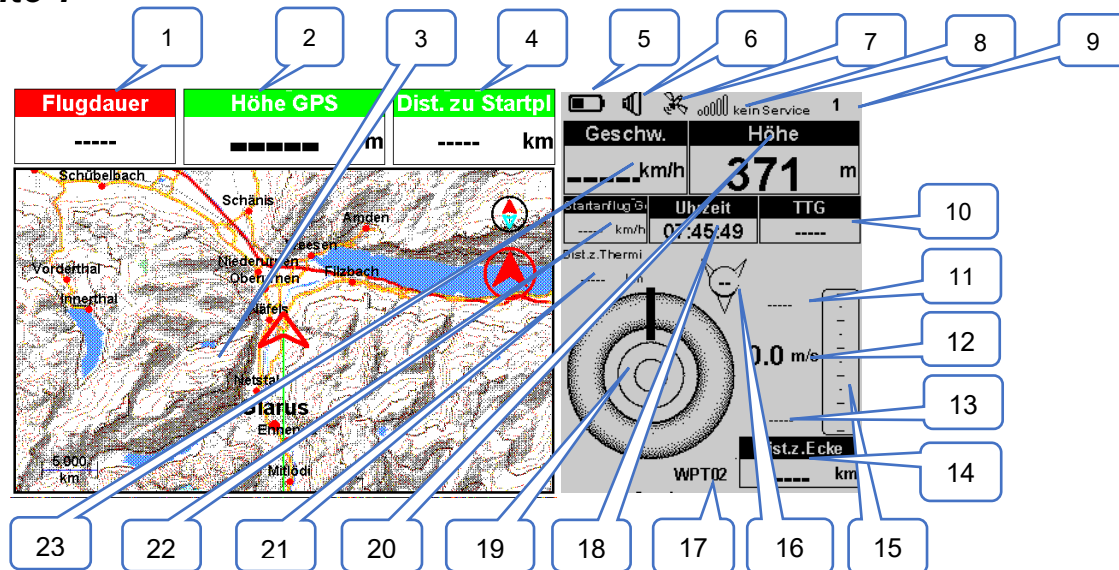 1 2 3 4 5 6 7 8 9
Flugdauer Höhe GPS Dist. zu Startpl
----- ----- m ----- km
kein Service 1
Geschw. Höhe
-----km/h 371 m
Uhrzeit TTG
---- km/h 07:45:49 -----
Dist.z.Thermi
---- m
--
----
0.0 m/s
----
Dist.z.Ecke
---- km
WPT02
Schübelbach
Schänis
Amden
Weesen
Vorderthal
Niederurnen
Oberurnen
Filzbach
Innerthal
Näfels
Netstal
Glarus
Ennen
Mitlödi
5,000
km
10
11
12
13
14
23 22 21 20 19 18 17 16 15